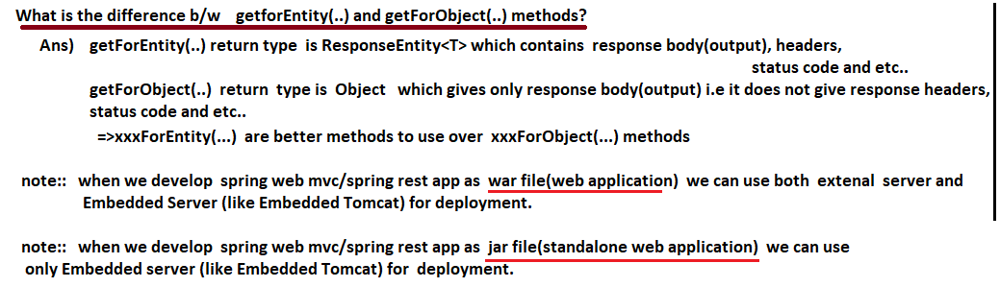 What is the difference b/w getforEntity(..) and getForObject(..) methods?
Ans) getForEntity(..) return type is ResponseEntity<T> which contains response body(output), headers,
status code and etc..
getForObject(..) return type is Object which gives only response body(output) i.e it does not give response headers,
status code and etc..
=>xxxForEntity(...) are better methods to use over xxxForObject(...) methods
note:: when we develop spring web mvc/spring rest app as war file(web application) we can use both extenal server and
Embedded Server (like Embedded Tomcat) for deployment.
note:: when we develop spring web mvc/spring rest app as jar file(standalone web application) we can use
only Embedded server (like Embedded Tomcat) for deployment.